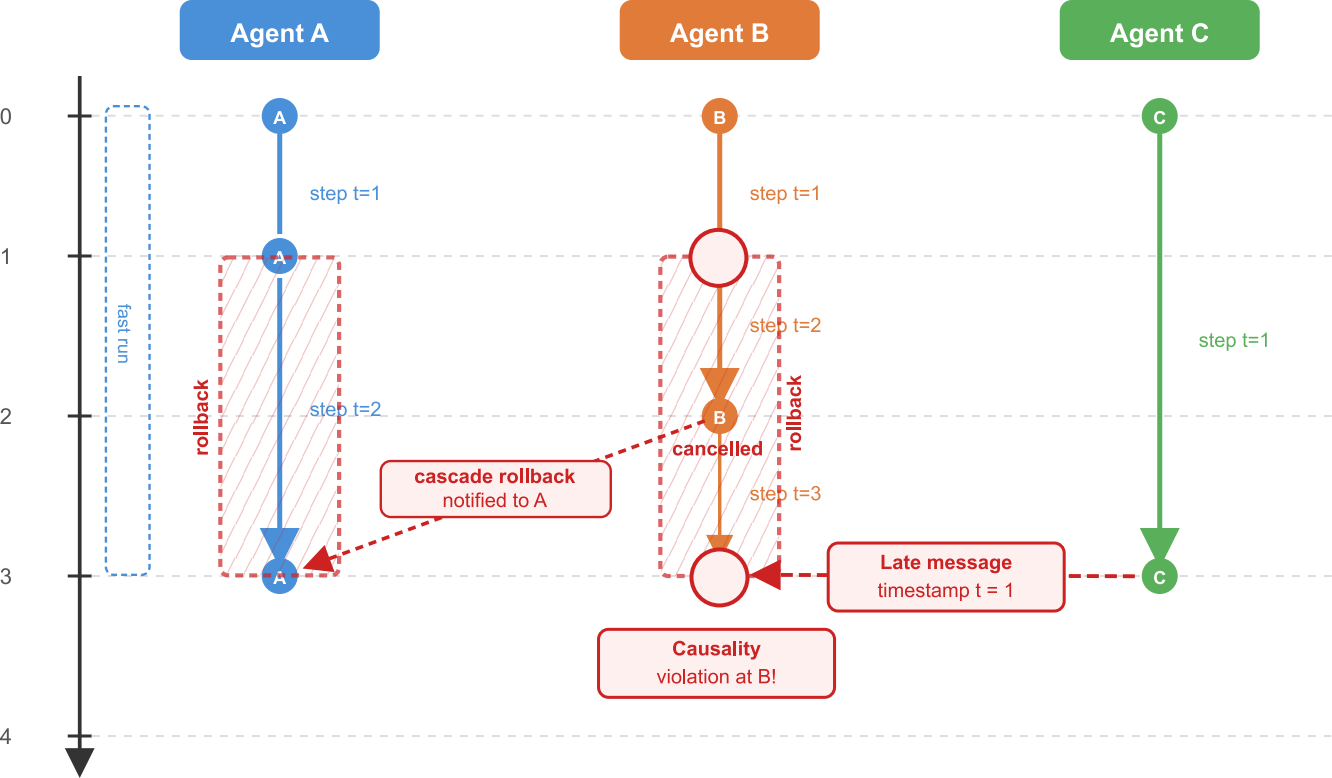 Agent A
Agent B
Agent C
0
A
B
C
step t=1
step t=1
1
A
fast run
step t=2
step t=1
rollback
rollback
step t=2
2
B
cancelled
cascade rollback
notified to A
step t=3
Late message
timestamp t = 1
3
A
C
Causality
violation at B!
4